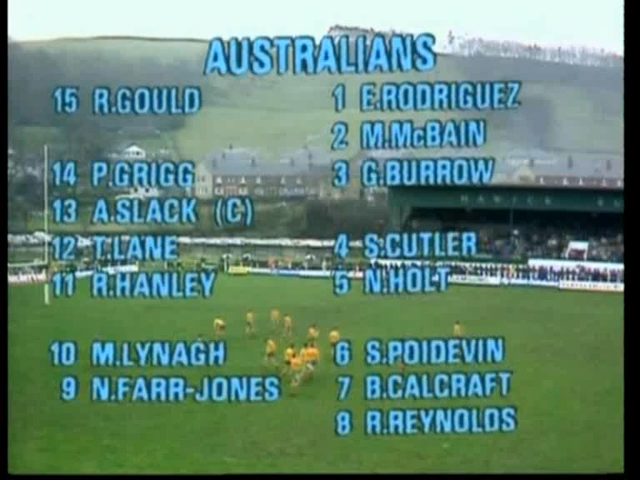 AUSTRALIANS
15 R.GOULD
14 P.GRIGG
13 A.SLACK (C)
12 T.LANE
11 R.HANLEY
10 M.LYNAGH
9 N.FARR-JONES
1 E.RODRIGUEZ
2 M.McBAIN
3 G.BURROW
4 S.CUTLER
5 N.HOLT
6 S.POIDEVIN
7 B.CALCRAFT
8 R.REYNOLDS
HAWICK